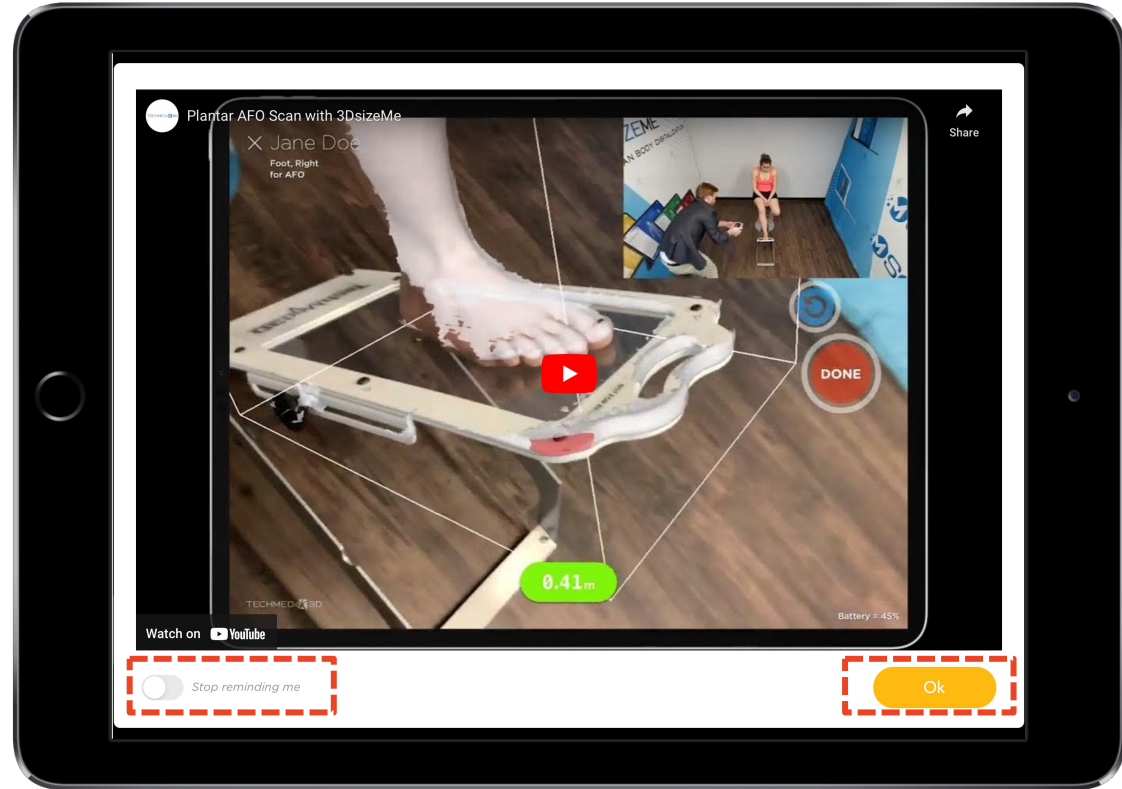 Plantar AFO Scan with 3DsizeMe
Share
Jane Doe
Foot, Right
for AFO
DONE
0.41m
TECHMED 3D
Battery = 45%
Watch on YouTube
Stop reminding me
Ok